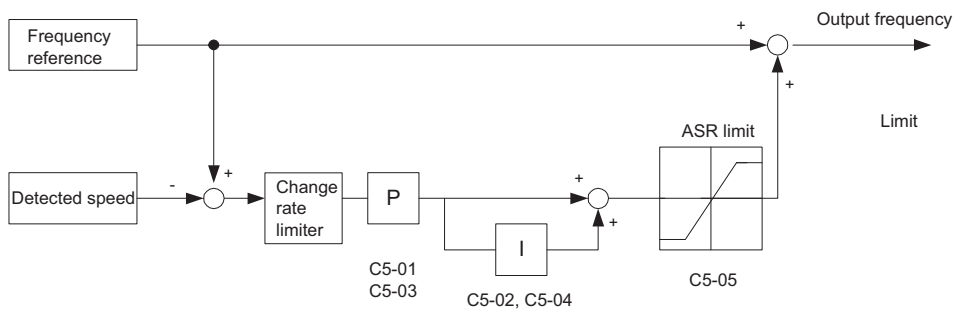 Output frequency
Frequency
reference
+
+
ASR limit
Limit
Detected speed
-
+
Change
rate
limiter
P
+
+
I
C5-01
C5-03
C5-02, C5-04
C5-05